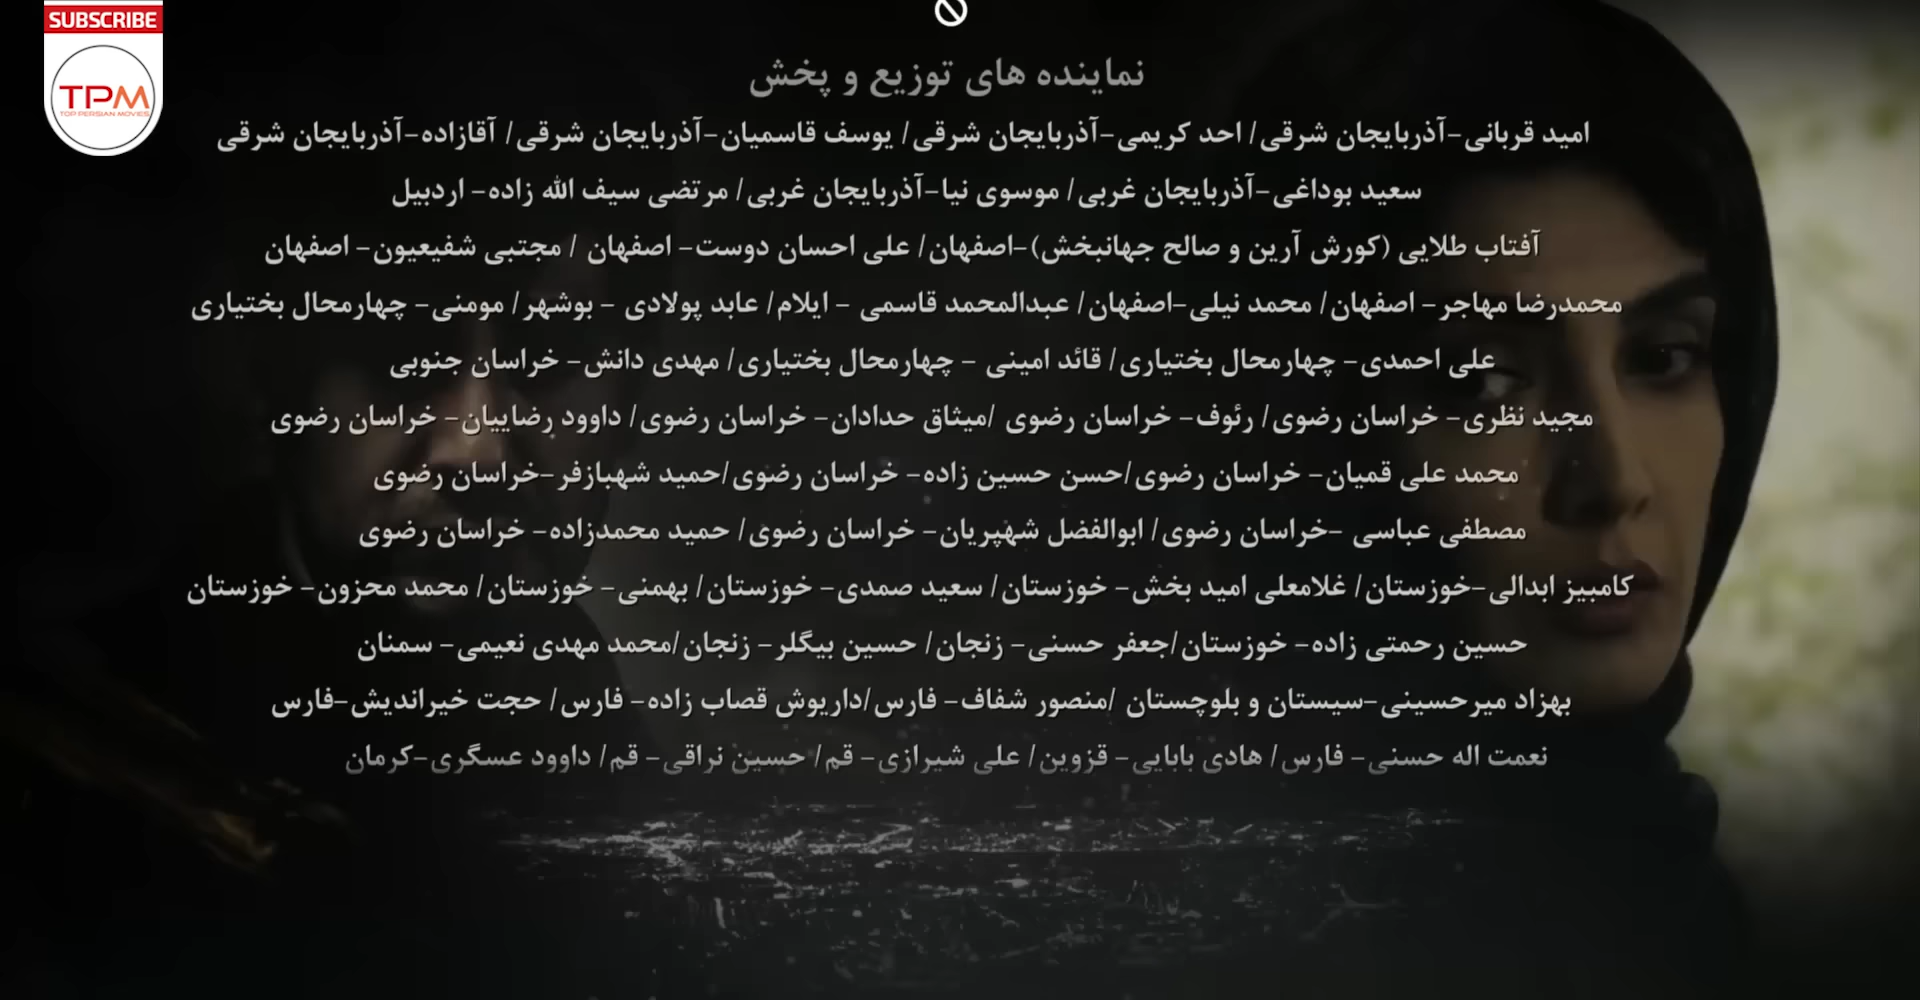 SUBSCRIBE
TPM
TOP PERSIAN MOVIES
نماینده های توزیع و پخش
امید قربانی-آذربایجان شرقی/ احد کریمی-آذربایجان شرقی/ یوسف قاسمیان-آذربایجان شرقی/ آقازاده-آذربایجان شرقی
سعید بوداغی-آذربایجان غربی/ موسوی نیا-آذربایجان غربی/ مرتضی سیف الله زاده- اردبیل
آفتاب طلایی (کورش آرین و صالح جهانبخش)-اصفهان/ علی احسان دوست- اصفهان / مجتبی شفیعیون- اصفهان
محمدرضا مهاجر- اصفهان/ محمد نیلی-اصفهان/ عبدالمحمد قاسمی - ایلام/ عابد پولادی - بوشهر/ مومنی- چهارمحال بختیاری
علی احمدی- چهارمحال بختیاری/ قائد امینی - چهارمحال بختیاری/ مهدی دانش- خراسان جنوبی
مجید نظری- خراسان رضوی/ رئوف- خراسان رضوی /میثاق حدادان- خراسان رضوی/ داوود رضاییان- خراسان رضوی
محمد علی قمیان- خراسان رضوی/حسن حسین زاده- خراسان رضوی/حمید شهبازفر-خراسان رضوی
مصطفی عباسی -خراسان رضوی/ ابوالفضل شهپریان- خراسان رضوی/ حمید محمدزاده- خراسان رضوی
کامبیز ابدالی-خوزستان/ غلامعلی امید بخش- خوزستان/ سعید صمدی- خوزستان/ بهمنی- خوزستان/ محمد محزون- خوزستان
حسین رحمتی زاده- خوزستان/جعفر حسنی- زنجان/ حسین بیگلر- زنجان/محمد مهدی نعیمی- سمنان
بهزاد میرحسینی-سیستان و بلوچستان /منصور شفاف- فارس/داریوش قصاب زاده- فارس/ حجت خیراندیش-فارس
نعمت اله حسنی- فارس/ هادی بابایی- قزوین/ علی شیرازی- قم/ حسین نراقی- قم/ داوود عسگری-کرمان